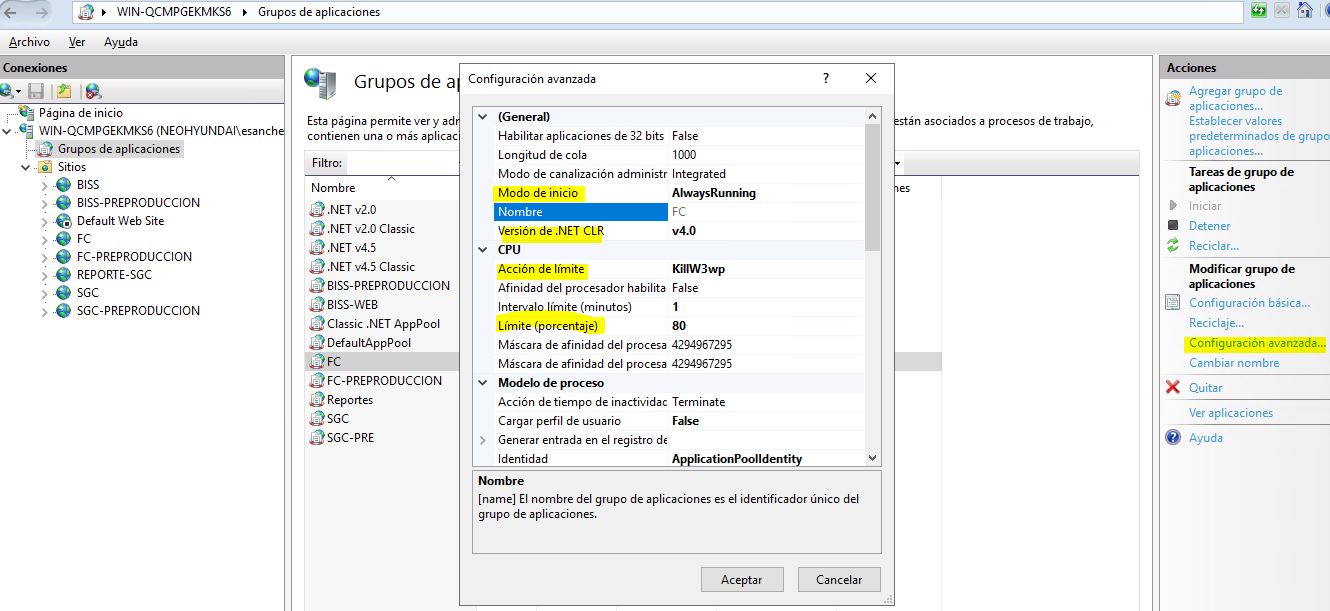 WIN-QCMPGEKMKS6 Grupos de aplicaciones
Archivo Ver Ayuda
Conexiones
Página de inicio
WIN-QCMPGEKMKS6 (NEOHYUNDAI\esanche
Grupos de aplicaciones
Sitios
BISS
BISS-PREPRODUCCION
Default Web Site
FC
FC-PREPRODUCCION
REPORTE-SGC
SGC
SGC-PREPRODUCCION
Grupos de ap
Esta página permite ver y adm
están asociados a procesos de trabajo,
contienen una o más aplicaci
Filtro:
Nombre
nes
.NET v2.0
.NET v2.0 Classic
.NET v4.5
.NET v4.5 Classic
BISS-PREPRODUCCION
BISS-WEB
Classic .NET AppPool
DefaultAppPool
FC
FC-PREPRODUCCION
Reportes
SGC
SGC-PRE
Configuración avanzada ?
(General)
Habilitar aplicaciones de 32 bits False
Longitud de cola 1000
Modo de canalización administr Integrated
Modo de inicio AlwaysRunning
Nombre FC
Versión de .NET CLR v4.0
CPU
Acción de límite KillW3wp
Afinidad del procesador habilita False
Intervalo límite (minutos) 1
Límite (porcentaje) 80
Máscara de afinidad del procesa 4294967295
Máscara de afinidad del procesa 4294967295
Modelo de proceso
Acción de tiempo de inactividad Terminate
Cargar perfil de usuario False
Generar entrada en el registro de
Identidad ApplicationPoolIdentity
Nombre
[name] El nombre del grupo de aplicaciones es el identificador único del
grupo de aplicaciones.
Aceptar Cancelar
Acciones
Agregar grupo de
aplicaciones...
Establecer valores
predeterminados de grupo
aplicaciones...
Tareas de grupo de
aplicaciones
Iniciar
Detener
Reciclar...
Modificar grupo de
aplicaciones
Configuración básica...
Reciclaje...
Configuración avanzada...
Cambiar nombre
Quitar
Ver aplicaciones
Ayuda